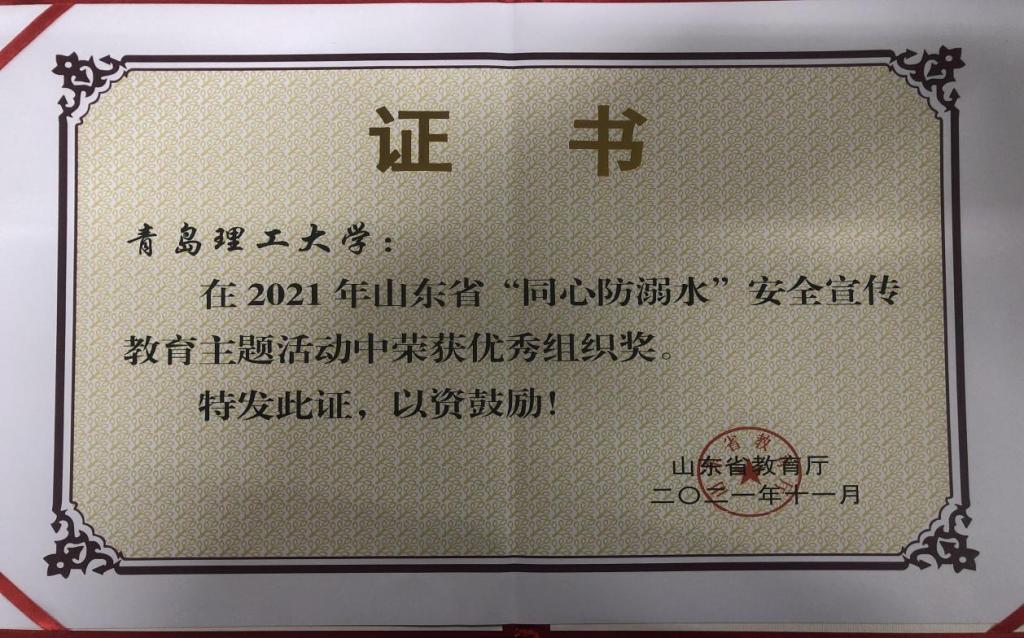 证 书
青岛理工大学：
在2021年山东省“同心防溺水”安全宣传
教育主题活动中荣获优秀组织奖。
特发此证，以资鼓励！
山东省教育厅
二〇二一年十一月